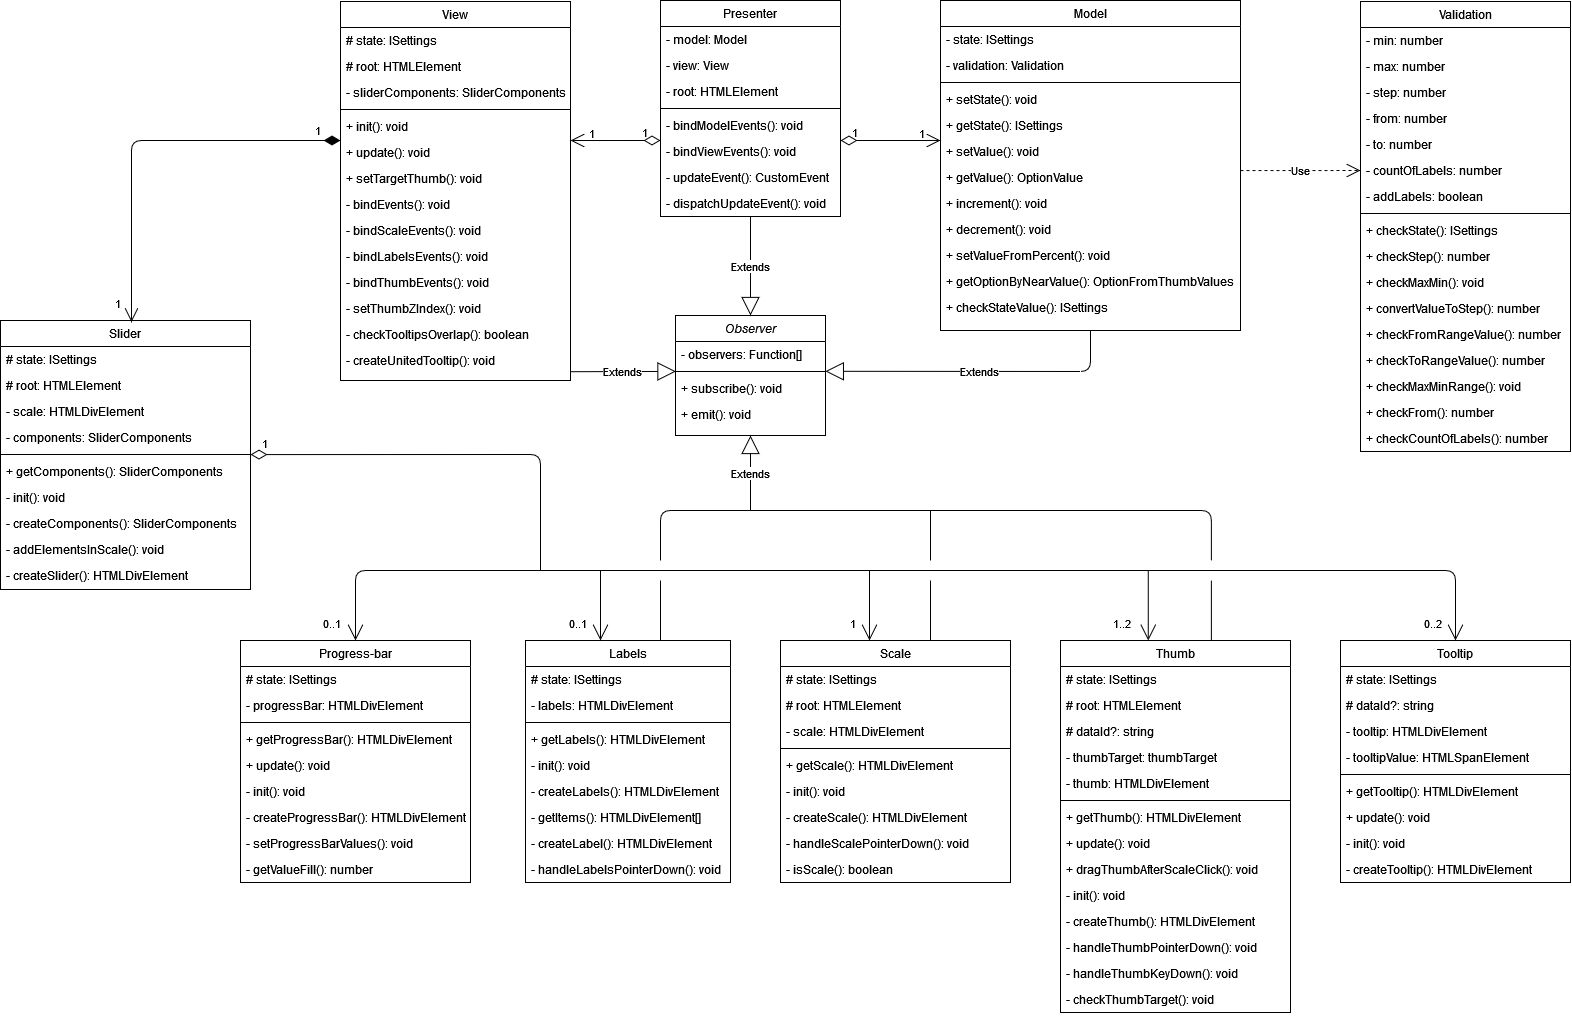 View
# state: ISettings
# root: HTMLElement
- sliderComponents: SliderComponents
+ init(): void
+ update(): void
+ setTargetThumb(): void
- bindEvents(): void
- bindScaleEvents(): void
- bindLabelsEvents(): void
- bindThumbEvents(): void
- setThumbZIndex(): void
- checkTooltipsOverlap(): boolean
- createUnitedTooltip(): void
Presenter
- model: Model
- view: View
- root: HTMLElement
- bindModelEvents(): void
- bindViewEvents(): void
- updateEvent(): CustomEvent
- dispatchUpdateEvent(): void
Model
- state: ISettings
- validation: Validation
+ setState(): void
+ getState(): ISettings
+ setValue(): void
+ getValue(): OptionValue
+ increment(): void
+ decrement(): void
+ setValueFromPercent(): void
+ getOptionByNearValue(): OptionFromThumbValues
+ checkStateValue(): ISettings
Validation
- min: number
- max: number
- step: number
- from: number
- to: number
- countOfLabels: number
- addLabels: boolean
+ checkState(): ISettings
+ checkStep(): number
+ checkMaxMin(): void
+ convertValueToStep(): number
+ checkFromRangeValue(): number
+ checkToRangeValue(): number
+ checkMaxMinRange(): void
+ checkFrom(): number
+ checkCountOfLabels(): number
1
1
1
1
1
Use
1
Extends
Extends
Extends
Extends
Observer
- observers: Function[]
+ subscribe(): void
+ emit(): void
Slider
# state: ISettings
# root: HTMLElement
- scale: HTMLDivElement
- components: SliderComponents
+ getComponents(): SliderComponents
- init(): void
- createComponents(): SliderComponents
- addElementsInScale(): void
- createSlider(): HTMLDivElement
1
0..1
0..1
1
1..2
0..2
Progress-bar
# state: ISettings
- progressBar: HTMLDivElement
+ getProgressBar(): HTMLDivElement
+ update(): void
- init(): void
- createProgressBar(): HTMLDivElement
- setProgressBarValues(): void
- getValueFill(): number
Labels
# state: ISettings
- labels: HTMLDivElement
+ getLabels(): HTMLDivElement
- init(): void
- createLabels(): HTMLDivElement
- getItems(): HTMLDivElement[]
- createLabel(): HTMLDivElement
- handleLabelsPointerDown(): void
Scale
# state: ISettings
# root: HTMLElement
- scale: HTMLDivElement
+ getScale(): HTMLDivElement
- init(): void
- createScale(): HTMLDivElement
- handleScalePointerDown(): void
- isScale(): boolean
Thumb
# state: ISettings
# root: HTMLElement
# dataId?: string
- thumbTarget: thumbTarget
- thumb: HTMLDivElement
+ getThumb(): HTMLDivElement
+ update(): void
+ dragThumbAfterScaleClick(): void
- init(): void
- createThumb(): HTMLDivElement
- handleThumbPointerDown(): void
- handleThumbKeyDown(): void
- checkThumbTarget(): void
Tooltip
# state: ISettings
# dataId?: string
- tooltip: HTMLDivElement
- tooltipValue: HTMLSpanElement
+ getTooltip(): HTMLDivElement
+ update(): void
- init(): void
- createTooltip(): HTMLDivElement